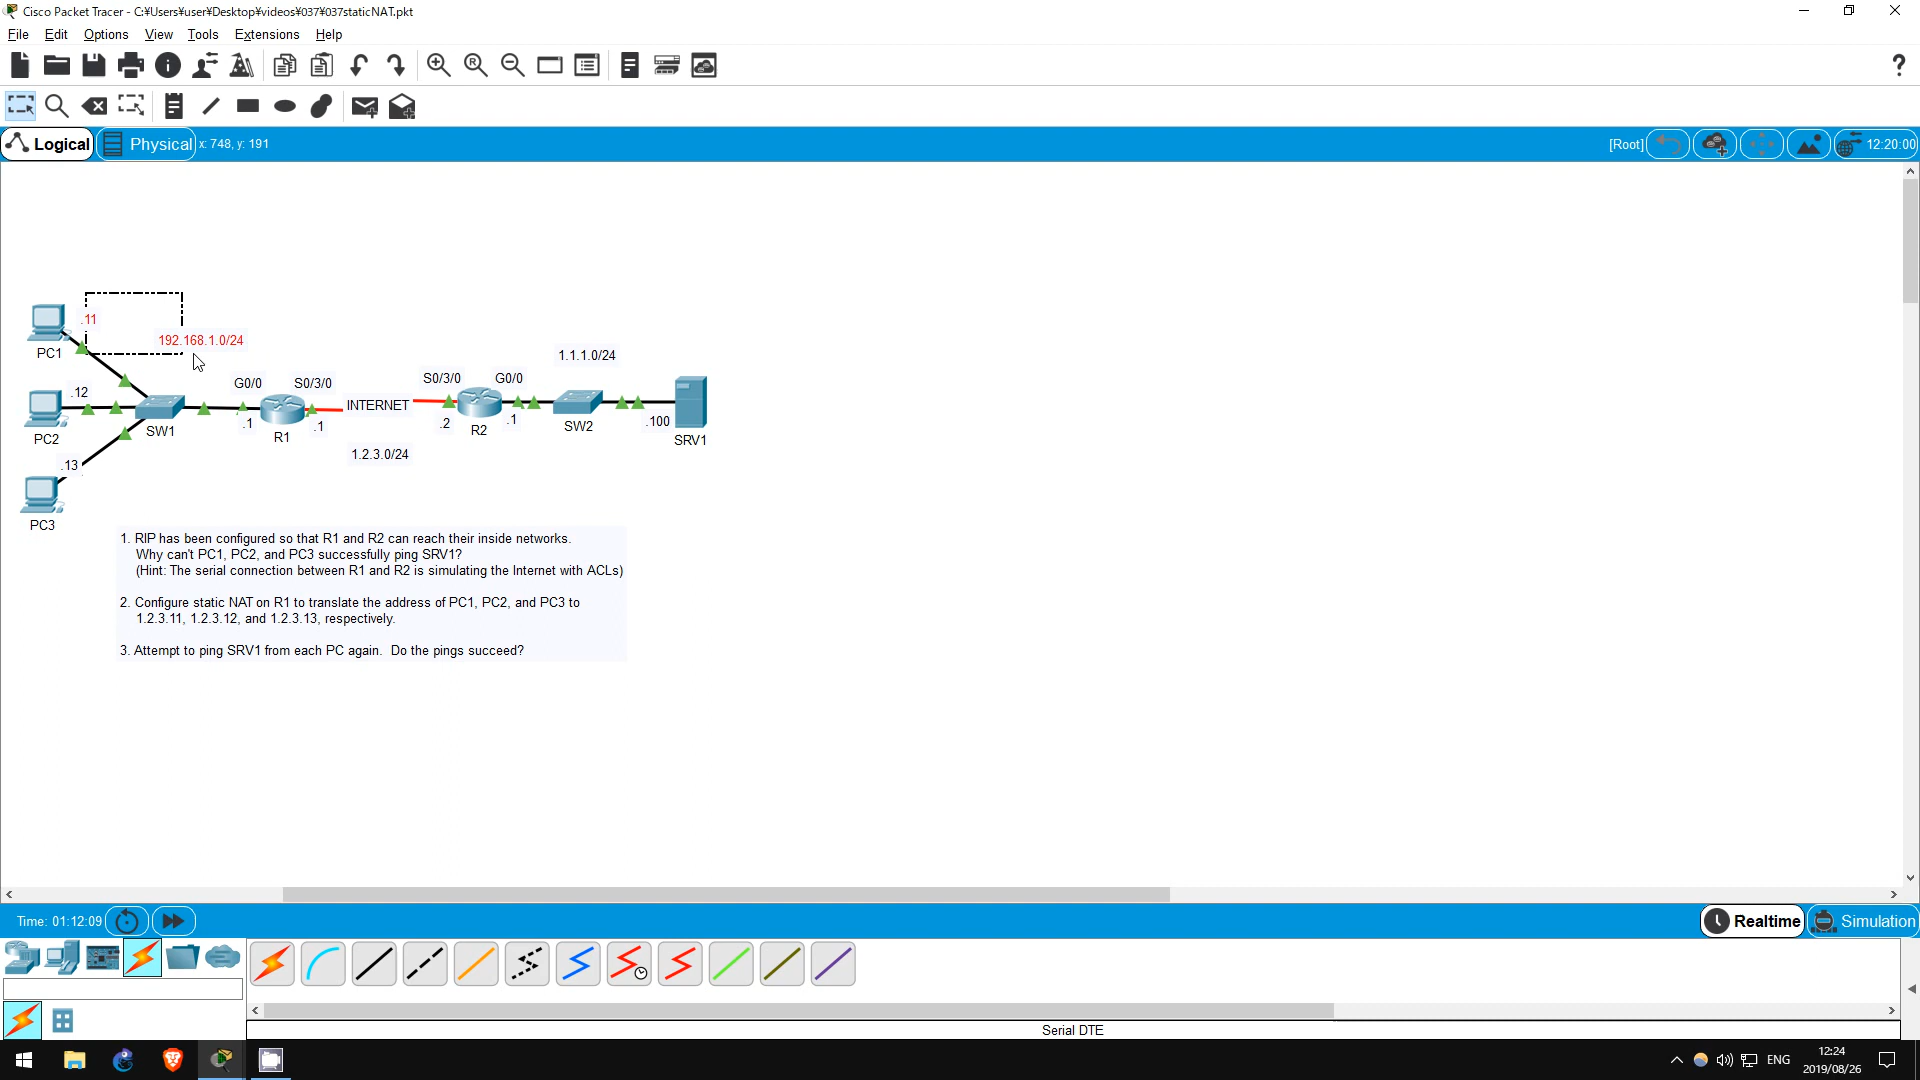 Cisco Packet Tracer - C:¥Users¥user¥Desktop¥videos¥037¥037staticNAT.pkt
File Edit Options View Tools Extensions Help
?
Logical Physical x: 748, y: 191 [Root] 12:20:00
.11
192.168.1.0/24
PC1
1.1.1.0/24
.12
G0/0 S0/3/0 S0/3/0 G0/0
INTERNET
.1 .1 .2 .1 .100
PC2 SW1 R1 R2 SW2 SRV1
1.2.3.0/24
.13
PC3
1. RIP has been configured so that R1 and R2 can reach their inside networks.
Why can't PC1, PC2, and PC3 successfully ping SRV1?
(Hint: The serial connection between R1 and R2 is simulating the Internet with ACLs)
2. Configure static NAT on R1 to translate the address of PC1, PC2, and PC3 to
1.2.3.11, 1.2.3.12, and 1.2.3.13, respectively.
3. Attempt to ping SRV1 from each PC again. Do the pings succeed?
Time: 01:12:09 Realtime Simulation
Serial DTE
ENG 12:24
2019/08/26